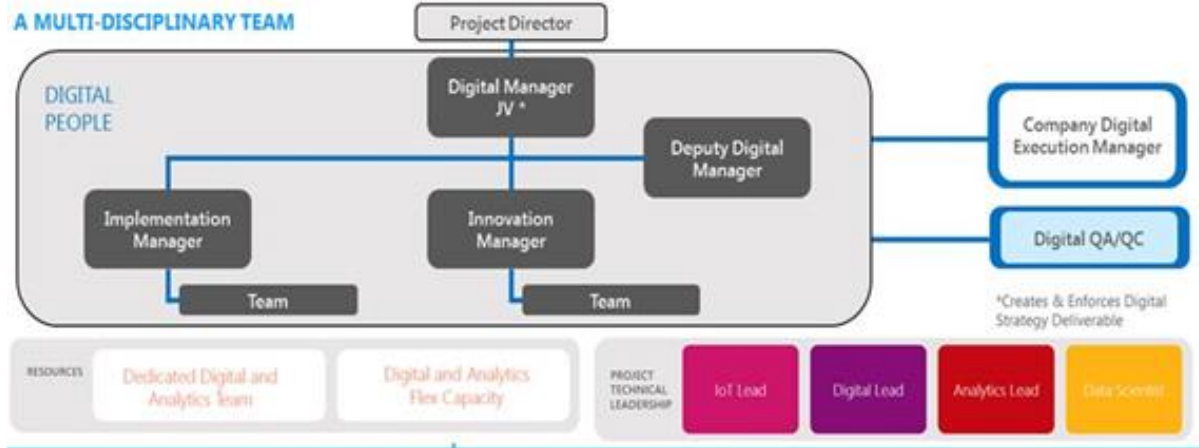 A MULTI-DISCIPLINARY TEAM
Project Director
DIGITAL
PEOPLE
Digital Manager
JV *
Deputy Digital
Manager
Implementation
Manager
Innovation
Manager
Team
Team
Company Digital
Execution Manager
Digital QA/QC
*Creates & Enforces Digital
Strategy Deliverable
RESOURCES
Dedicated Digital and
Analytics Team
Digital and Analytics
Flex Capacity
PROJECT
TECHNICAL
LEADERSHIP
IoT Lead
Digital Lead
Analytics Lead
Data Scientist